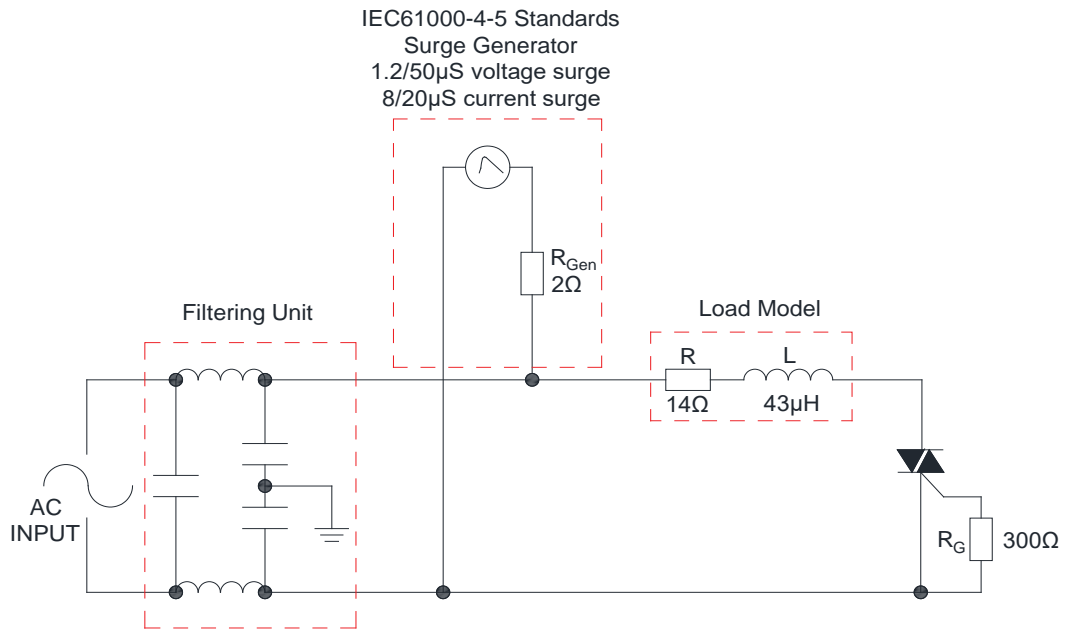 IEC61000-4-5 Standards
Surge Generator
1.2/50µS voltage surge
8/20µS current surge
R_Gen
2Ω
Filtering Unit
Load Model
R
L
14Ω
43µH
AC
INPUT
R_G
300Ω